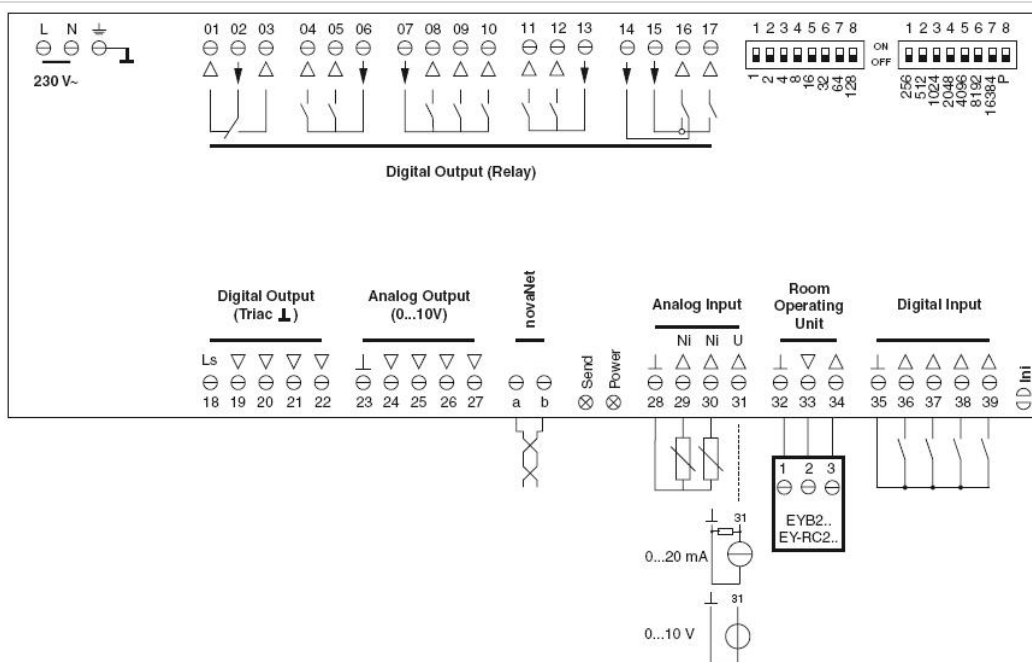 L N
230 V~
01 02 03 04 05 06 07 08 09 10 11 12 13 14 15 16 17
1 2 3 4 5 6 7 8
ON
OFF
1 2 4 8 16 32 64 128
1 2 3 4 5 6 7 8
256 512 1024 2048 4096 8192 16384 P
Digital Output (Relay)
Digital Output
(Triac )
Analog Output
(0...10V)
novaNet
Analog Input
Room
Operating
Unit
Digital Input
Ls
Send
Power
Ni Ni U
Ini
18 19 20 21 22 23 24 25 26 27 a b 28 29 30 31 32 33 34 35 36 37 38 39
1 2 3
EYB2..
EY-RC2..
31
0...20 mA
31
0...10 V